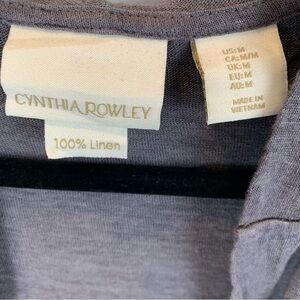 CYNTHIA ROWLEY
100% Linen
US:M
CA:M/M
UK:M
EU:M
AU:M
MADE IN
VIETNAM